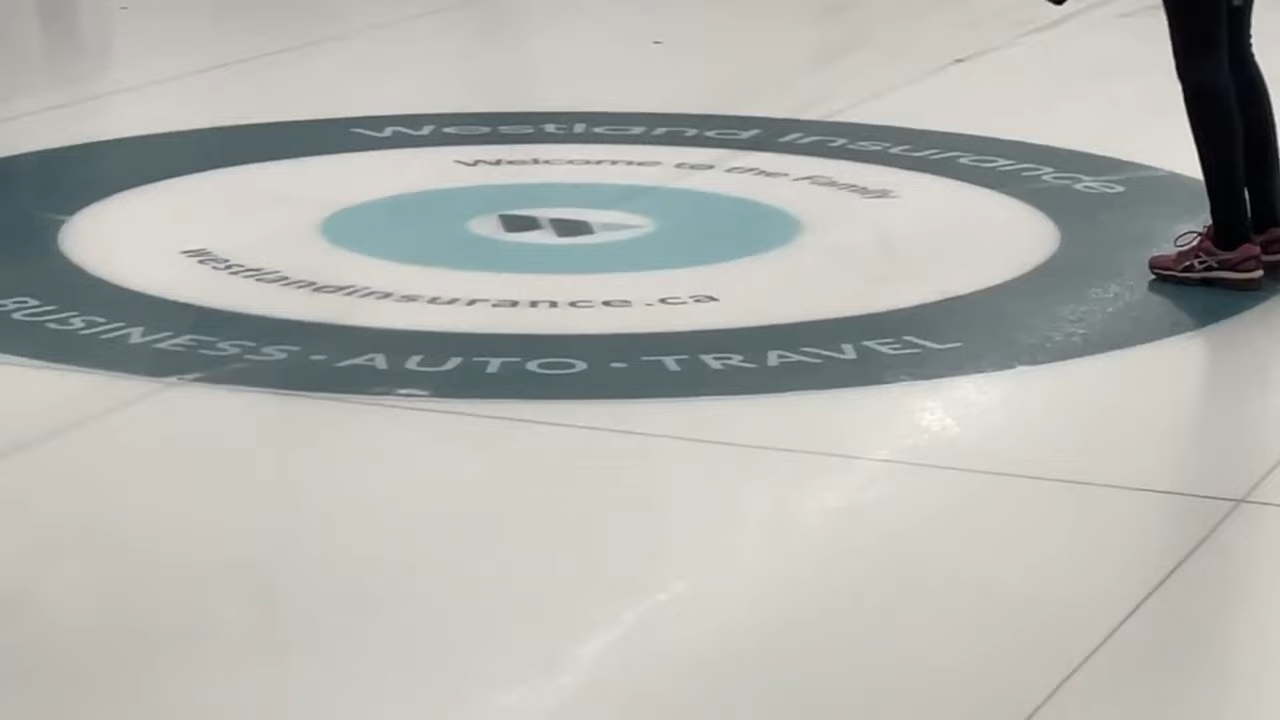 Westland Insurance
Welcome to the Family
westlandinsurance.ca
BUSINESS · AUTO · TRAVEL